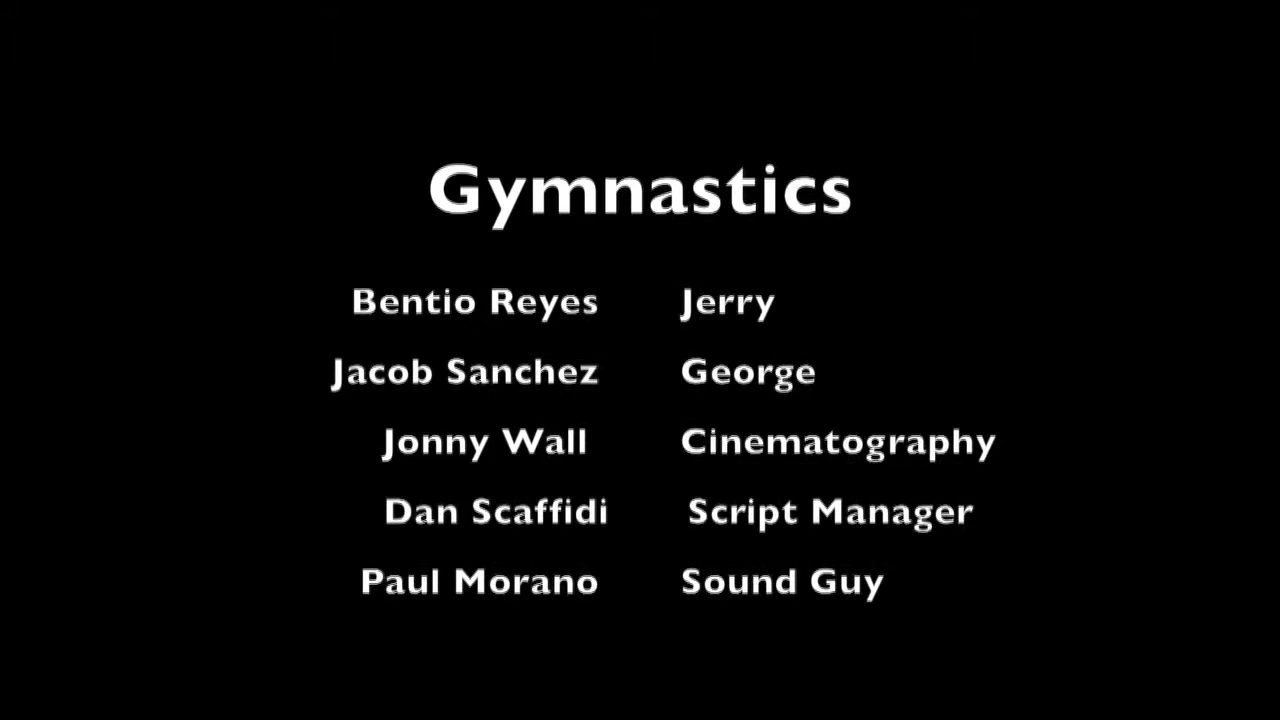 Gymnastics
Bentio Reyes Jerry
Jacob Sanchez George
Jonny Wall Cinematography
Dan Scaffidi Script Manager
Paul Morano Sound Guy